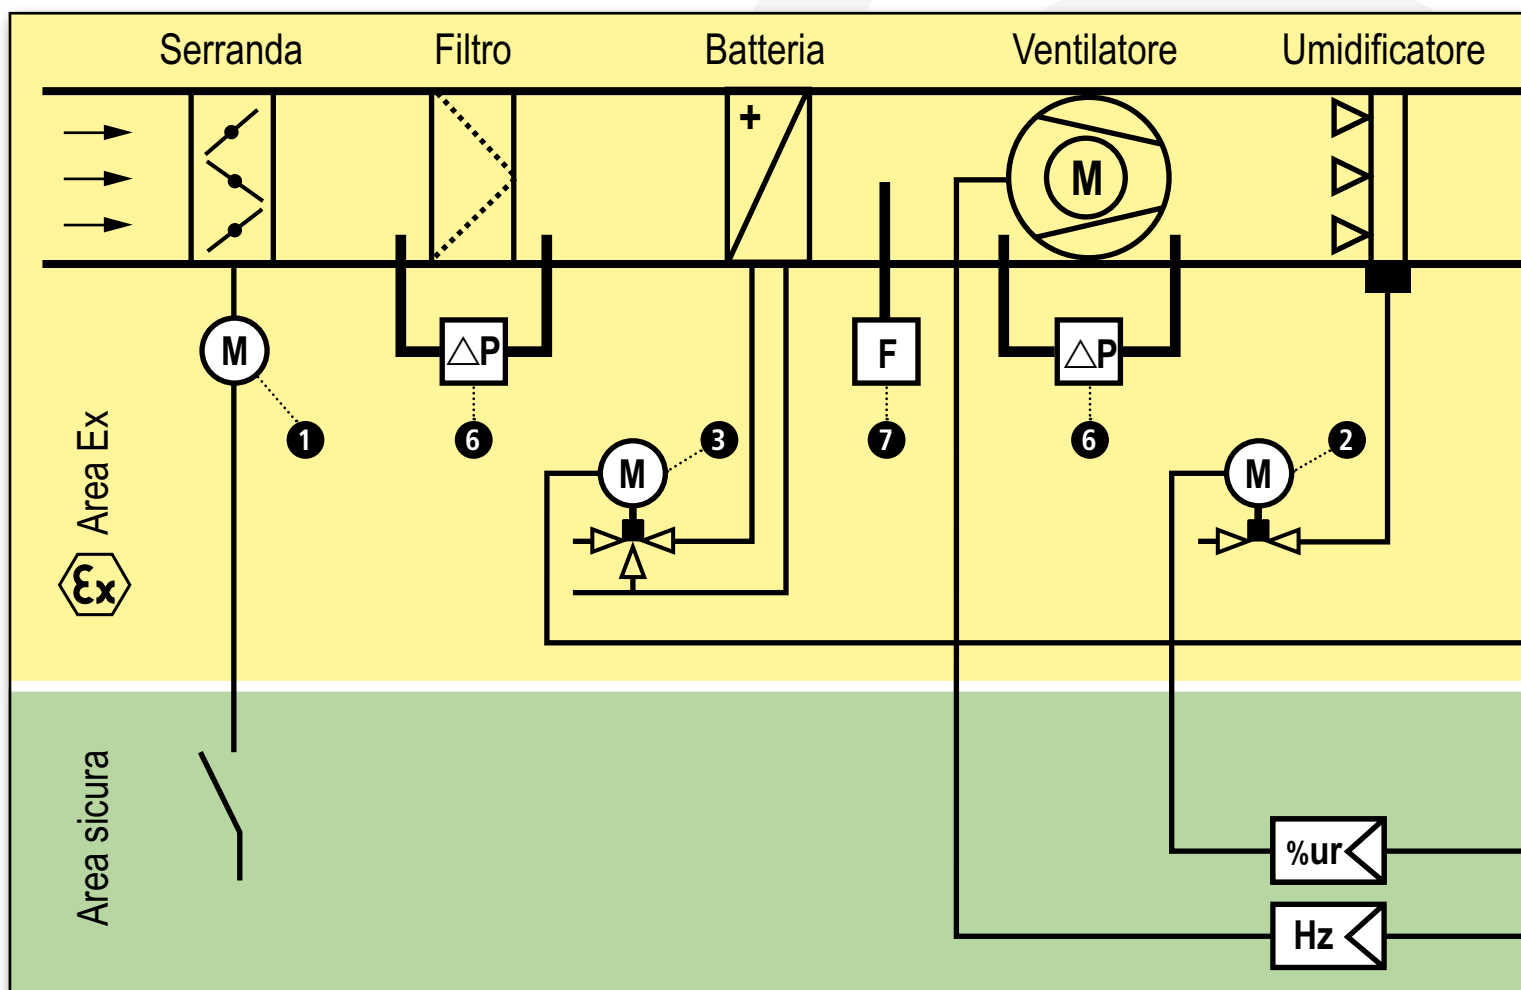 Serranda Filtro Batteria Ventilatore Umidificatore
+
M
M
△P
F
△P
1
6
3
7
6
2
M
M
Area Ex
Ex
Area sicura
%ur
Hz